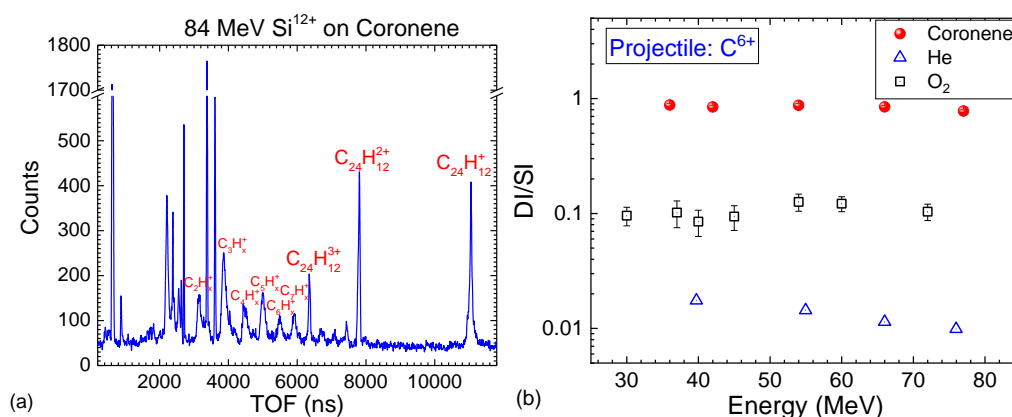 84 MeV Si¹²⁺ on Coronene
1800
1700
500
400
300
200
100
0
Counts
C₂H⁺ₓ
C₃H⁺ₓ
C₄H⁺ₓ
C₅H⁺ₓ
C₆H⁺ₓ
C₇H⁺ₓ
C₂₄H₁₂³⁺
C₂₄H₁₂²⁺
C₂₄H₁₂⁺
2000 4000 6000 8000 10000
TOF (ns)
(a)
Projectile: C⁶⁺
Coronene
He
O₂
1
0.1
0.01
DI/SI
30 40 50 60 70 80
Energy (MeV)
(b)